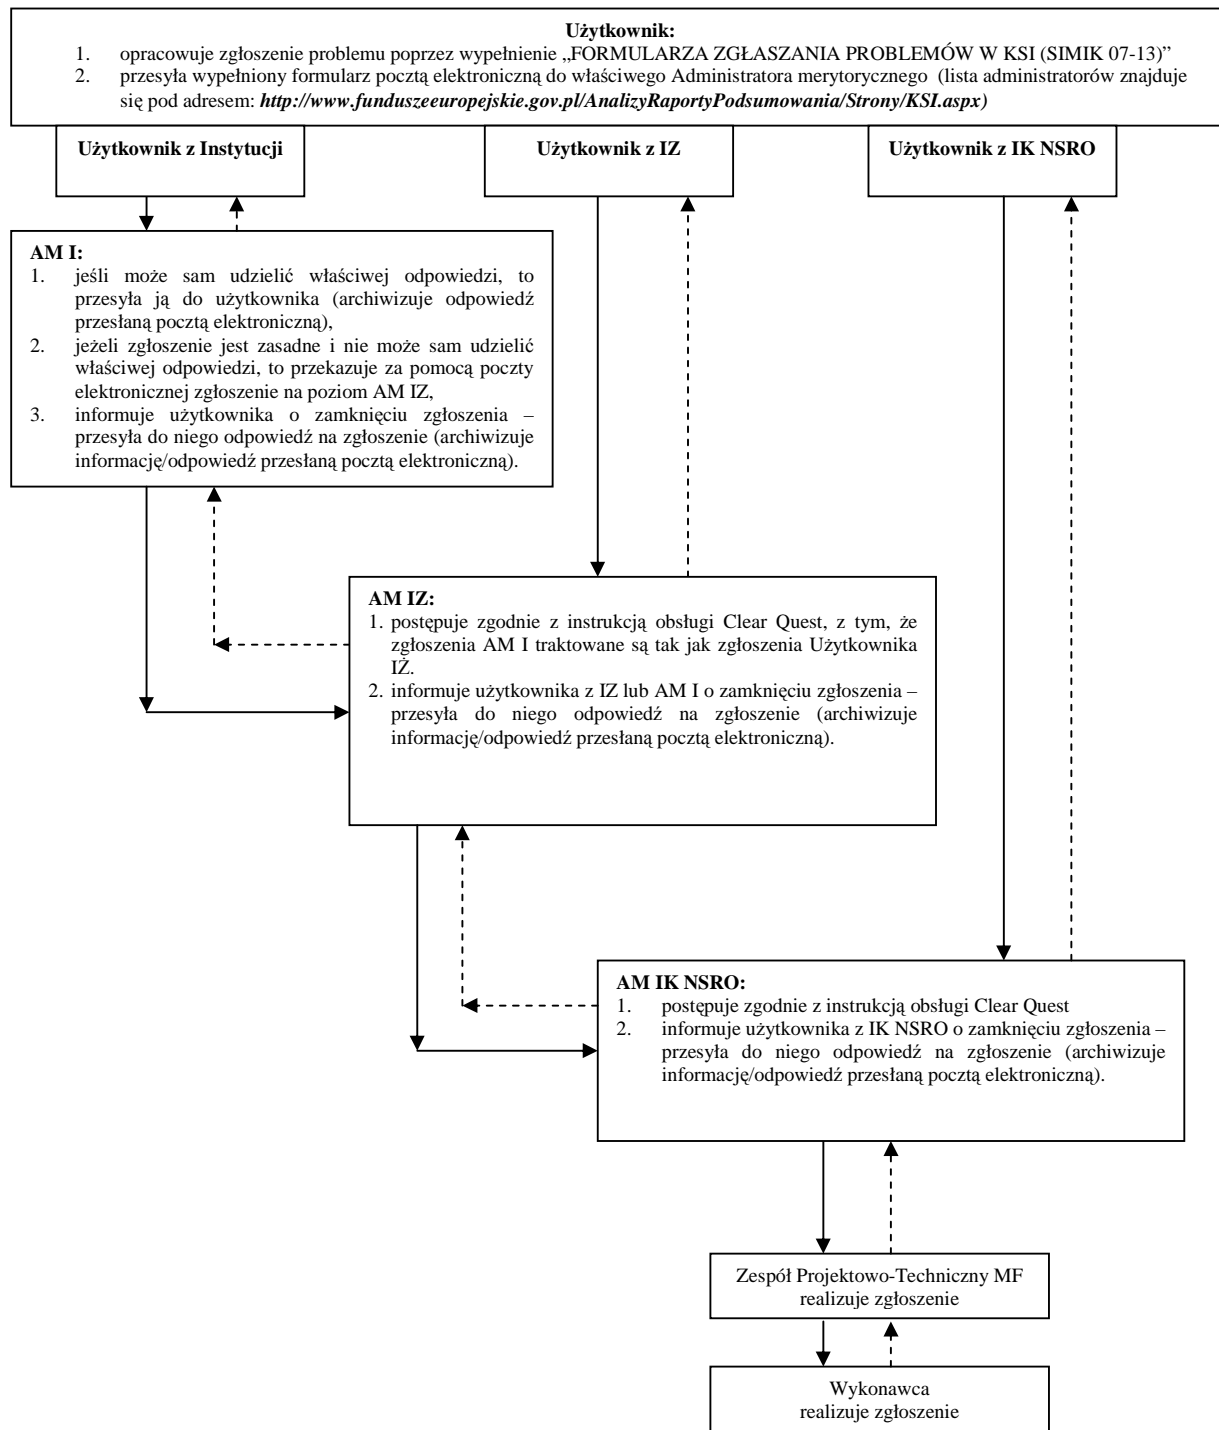 Użytkownik:
1. opracowuje zgłoszenie problemu poprzez wypełnienie „FORMULARZA ZGŁASZANIA PROBLEMÓW W KSI (SIMIK 07-13)”
2. przesyła wypełniony formularz pocztą elektroniczną do właściwego Administratora merytorycznego (lista administratorów znajduje
się pod adresem: http://www.funduszeeuropejskie.gov.pl/AnalizyRaportyPodsumowania/Strony/KSI.aspx)
Użytkownik z Instytucji
Użytkownik z IZ
Użytkownik z IK NSRO
AM I:
1. jeśli może sam udzielić właściwej odpowiedzi, to
przesyła ją do użytkownika (archiwizuje odpowiedź
przesłaną pocztą elektroniczną),
2. jeżeli zgłoszenie jest zasadne i nie może sam udzielić
właściwej odpowiedzi, to przekazuje za pomocą poczty
elektronicznej zgłoszenie na poziom AM IZ,
3. informuje użytkownika o zamknięciu zgłoszenia –
przesyła do niego odpowiedź na zgłoszenie (archiwizuje
informację/odpowiedź przesłaną pocztą elektroniczną).
AM IZ:
1. postępuje zgodnie z instrukcją obsługi Clear Quest, z tym, że
zgłoszenia AM I traktowane są tak jak zgłoszenia Użytkownika
IŻ.
2. informuje użytkownika z IZ lub AM I o zamknięciu zgłoszenia –
przesyła do niego odpowiedź na zgłoszenie (archiwizuje
informację/odpowiedź przesłaną pocztą elektroniczną).
AM IK NSRO:
1. postępuje zgodnie z instrukcją obsługi Clear Quest
2. informuje użytkownika z IK NSRO o zamknięciu zgłoszenia –
przesyła do niego odpowiedź na zgłoszenie (archiwizuje
informację/odpowiedź przesłaną pocztą elektroniczną).
Zespół Projektowo-Techniczny MF
realizuje zgłoszenie
Wykonawca
realizuje zgłoszenie